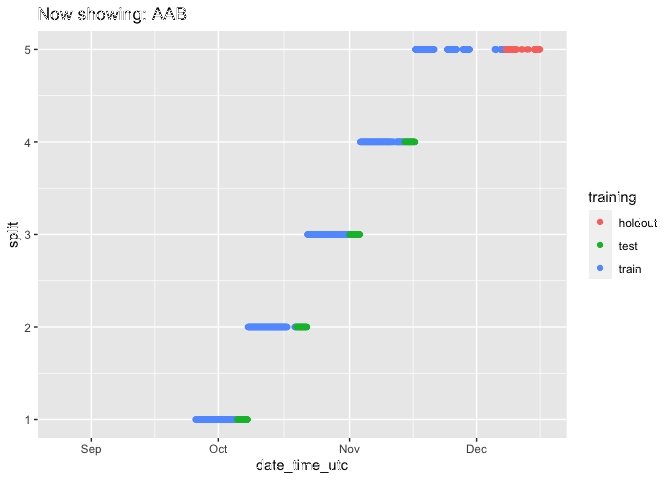 Now showing: AAB
5
4
3
2
1
split
Sep Oct Nov Dec
date_time_utc
training
holdout
test
train